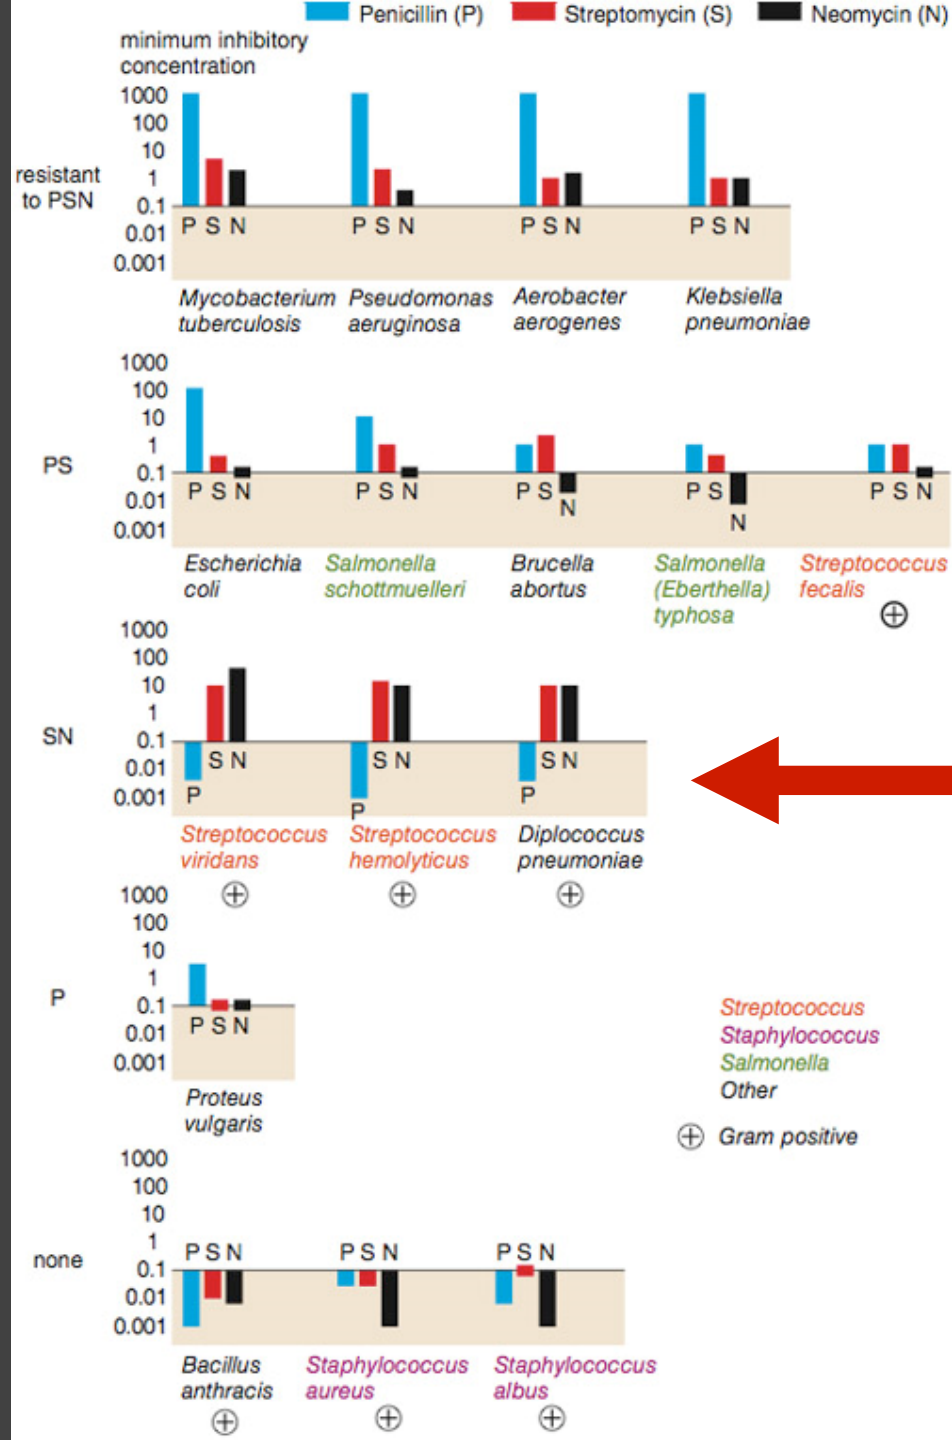 Penicillin (P) Streptomycin (S) Neomycin (N)
minimum inhibitory
concentration
1000
100
10
1
0.1
0.01
0.001
resistant
to PSN
P S N P S N P S N P S N
Mycobacterium Pseudomonas Aerobacter Klebsiella
tuberculosis aeruginosa aerogenes pneumoniae
1000
100
10
1
0.1
0.01
0.001
PS
P S N P S N P S N P S N P S N
Escherichia Salmonella Brucella Salmonella Streptococcus
coli schottmuelleri abortus (Eberthella) fecalis
typhosa
1000
100
10
1
0.1
0.01
0.001
SN
S N S N S N
P P P
Streptococcus Streptococcus Diplococcus
viridans hemolyticus pneumoniae
1000
100
10
1
0.1
0.01
0.001
P
P S N
Proteus
vulgaris
Streptococcus
Staphylococcus
Salmonella
Other
Gram positive
1000
100
10
1
0.1
0.01
0.001
none
P S N P S N P S N
Bacillus Staphylococcus Staphylococcus
anthracis aureus albus